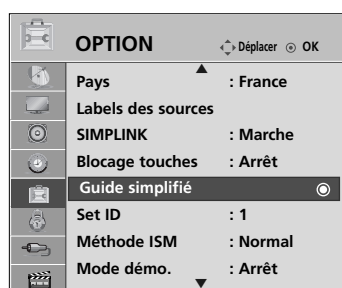 OPTION Déplacer OK
Pays : France
Labels des sources
SIMPLINK : Marche
Blocage touches : Arrêt
Guide simplifié
Set ID : 1
Méthode ISM : Normal
Mode démo. : Arrêt